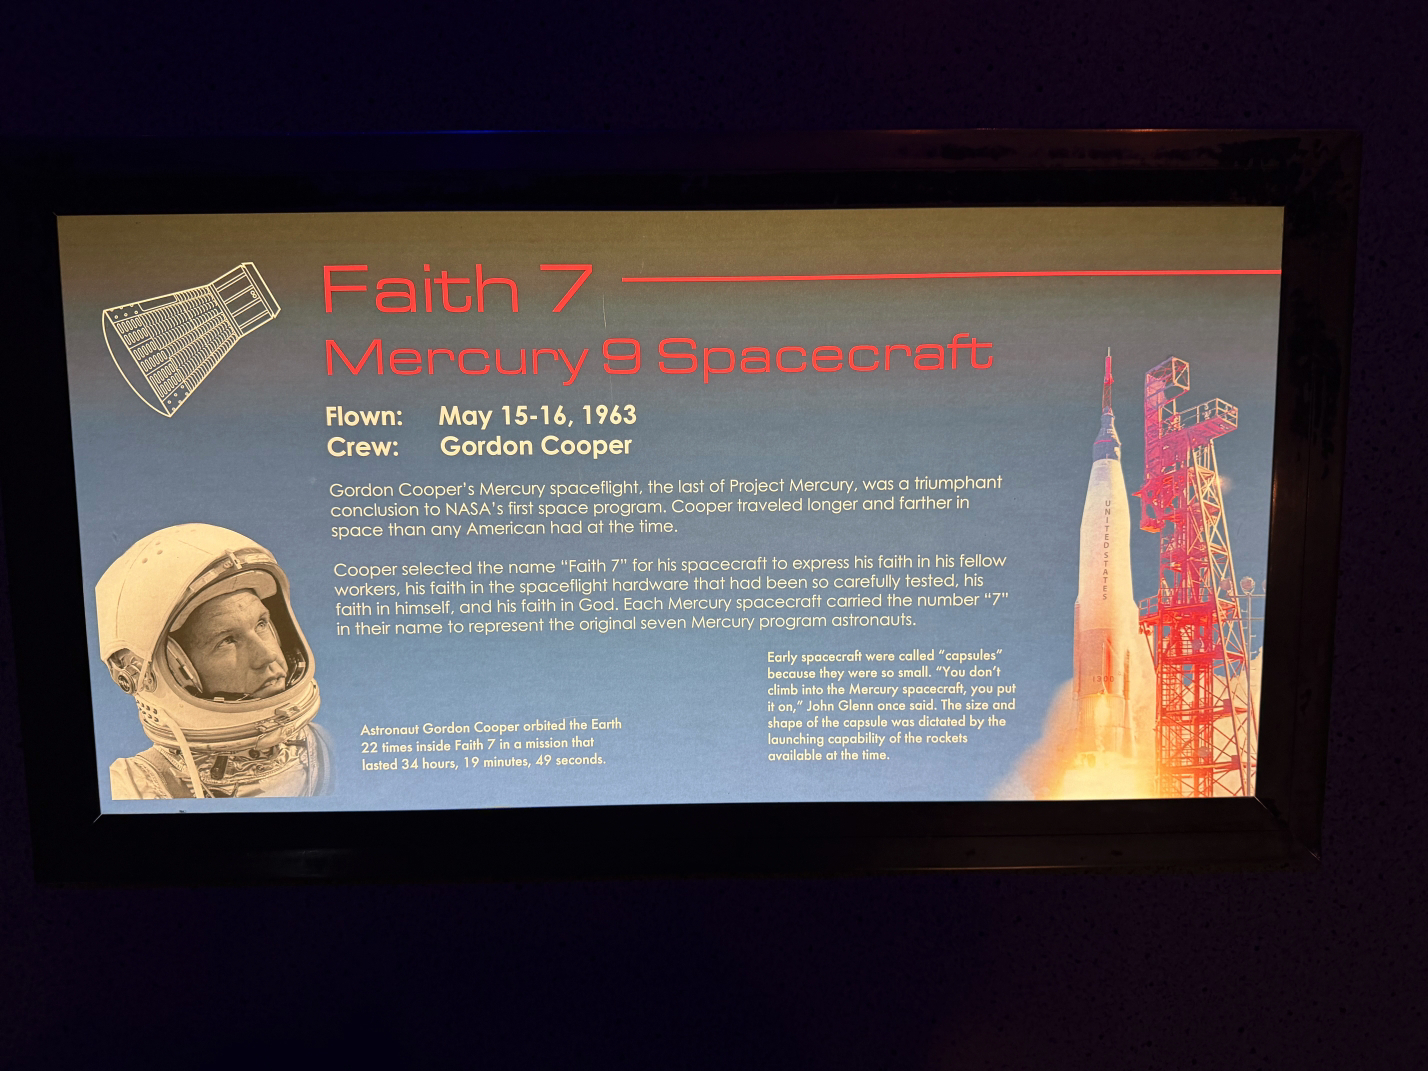 Faith 7
Mercury 9 Spacecraft
Flown: May 15-16, 1963
Crew: Gordon Cooper
Gordon Cooper's Mercury spaceflight, the last of Project Mercury, was a triumphant
conclusion to NASA's first space program. Cooper traveled longer and farther in
space than any American had at the time.
Cooper selected the name “Faith 7” for his spacecraft to express his faith in his fellow
workers, his faith in the spaceflight hardware that had been so carefully tested, his
faith in himself, and his faith in God. Each Mercury spacecraft carried the number “7”
in their name to represent the original seven Mercury program astronauts.
Astronaut Gordon Cooper orbited the Earth
22 times inside Faith 7 in a mission that
lasted 34 hours, 19 minutes, 49 seconds.
Early spacecraft were called “capsules”
because they were so small. “You don't
climb into the Mercury spacecraft, you put
it on,” John Glenn once said. The size and
shape of the capsule was dictated by the
launching capability of the rockets
available at the time.
UNITED STATES